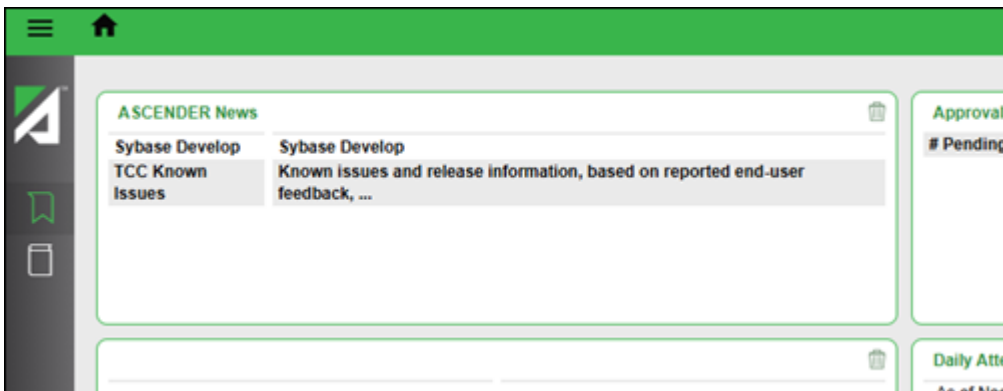 ASCENDER News
Sybase Develop Sybase Develop
TCC Known Known issues and release information, based on reported end-user
Issues feedback, ...
Approval
# Pending
Daily Atte